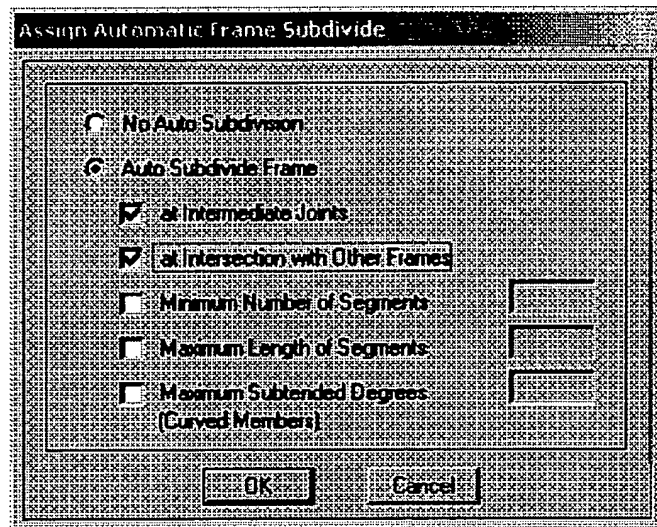 Assign Automatic Frame Subdivide
No Auto Subdivision
Auto Subdivide Frame
at Intermediate Joints
at Intersection with Other Frames
Minimum Number of Segments
Maximum Length of Segments
Maximum Subtended Degrees
(Curved Members)
OK
Cancel